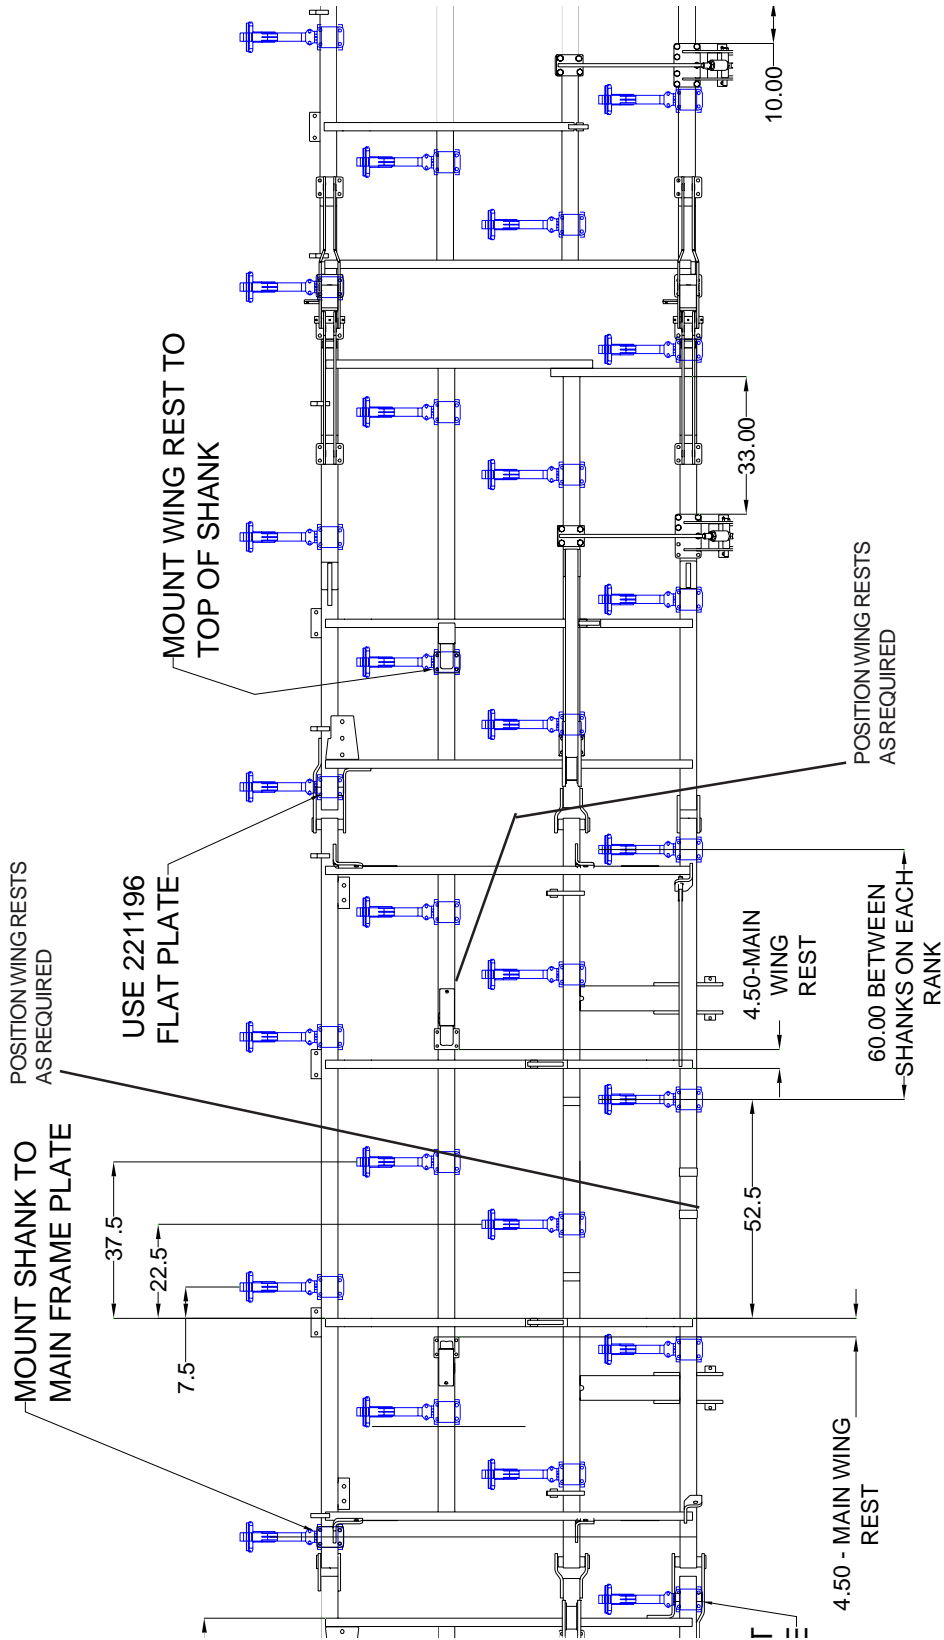 10.00
MOUNT WING REST TO
TOP OF SHANK
33.00
POSITION WING RESTS
AS REQUIRED
USE 221196
FLAT PLATE
POSITION WING RESTS
AS REQUIRED
4.50-MAIN
WING
REST
60.00 BETWEEN
SHANKS ON EACH
RANK
MOUNT SHANK TO
MAIN FRAME PLATE
37.5
22.5
7.5
52.5
4.50 - MAIN WING
REST